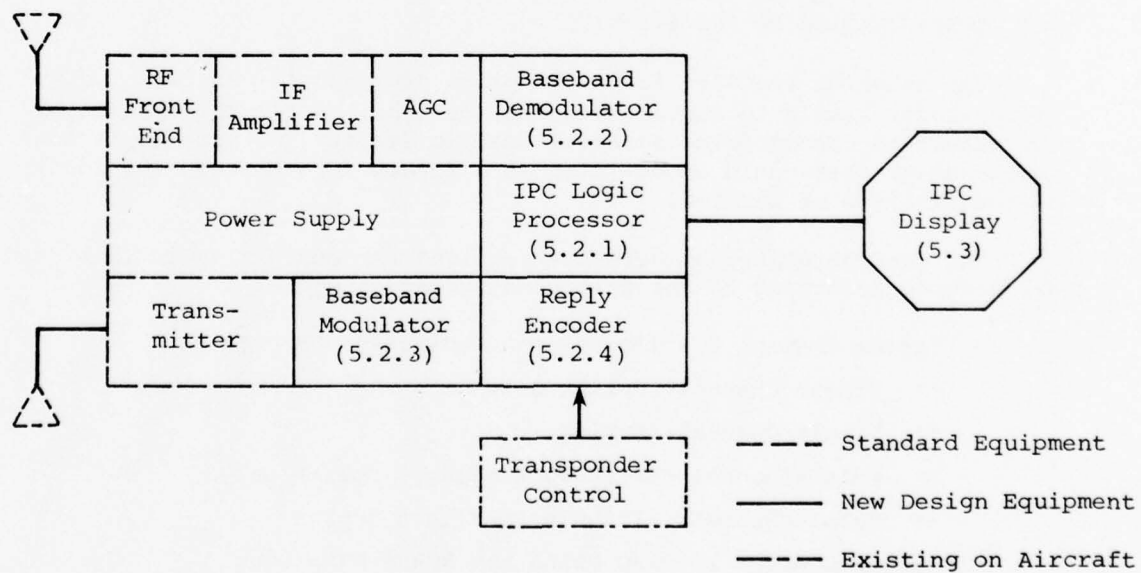 RF
Front
End
IF
Amplifier
AGC
Baseband
Demodulator
(5.2.2)
Power Supply
IPC Logic
Processor
(5.2.1)
IPC
Display
(5.3)
Trans-
mitter
Baseband
Modulator
(5.2.3)
Reply
Encoder
(5.2.4)
Transponder
Control
Standard Equipment
New Design Equipment
Existing on Aircraft